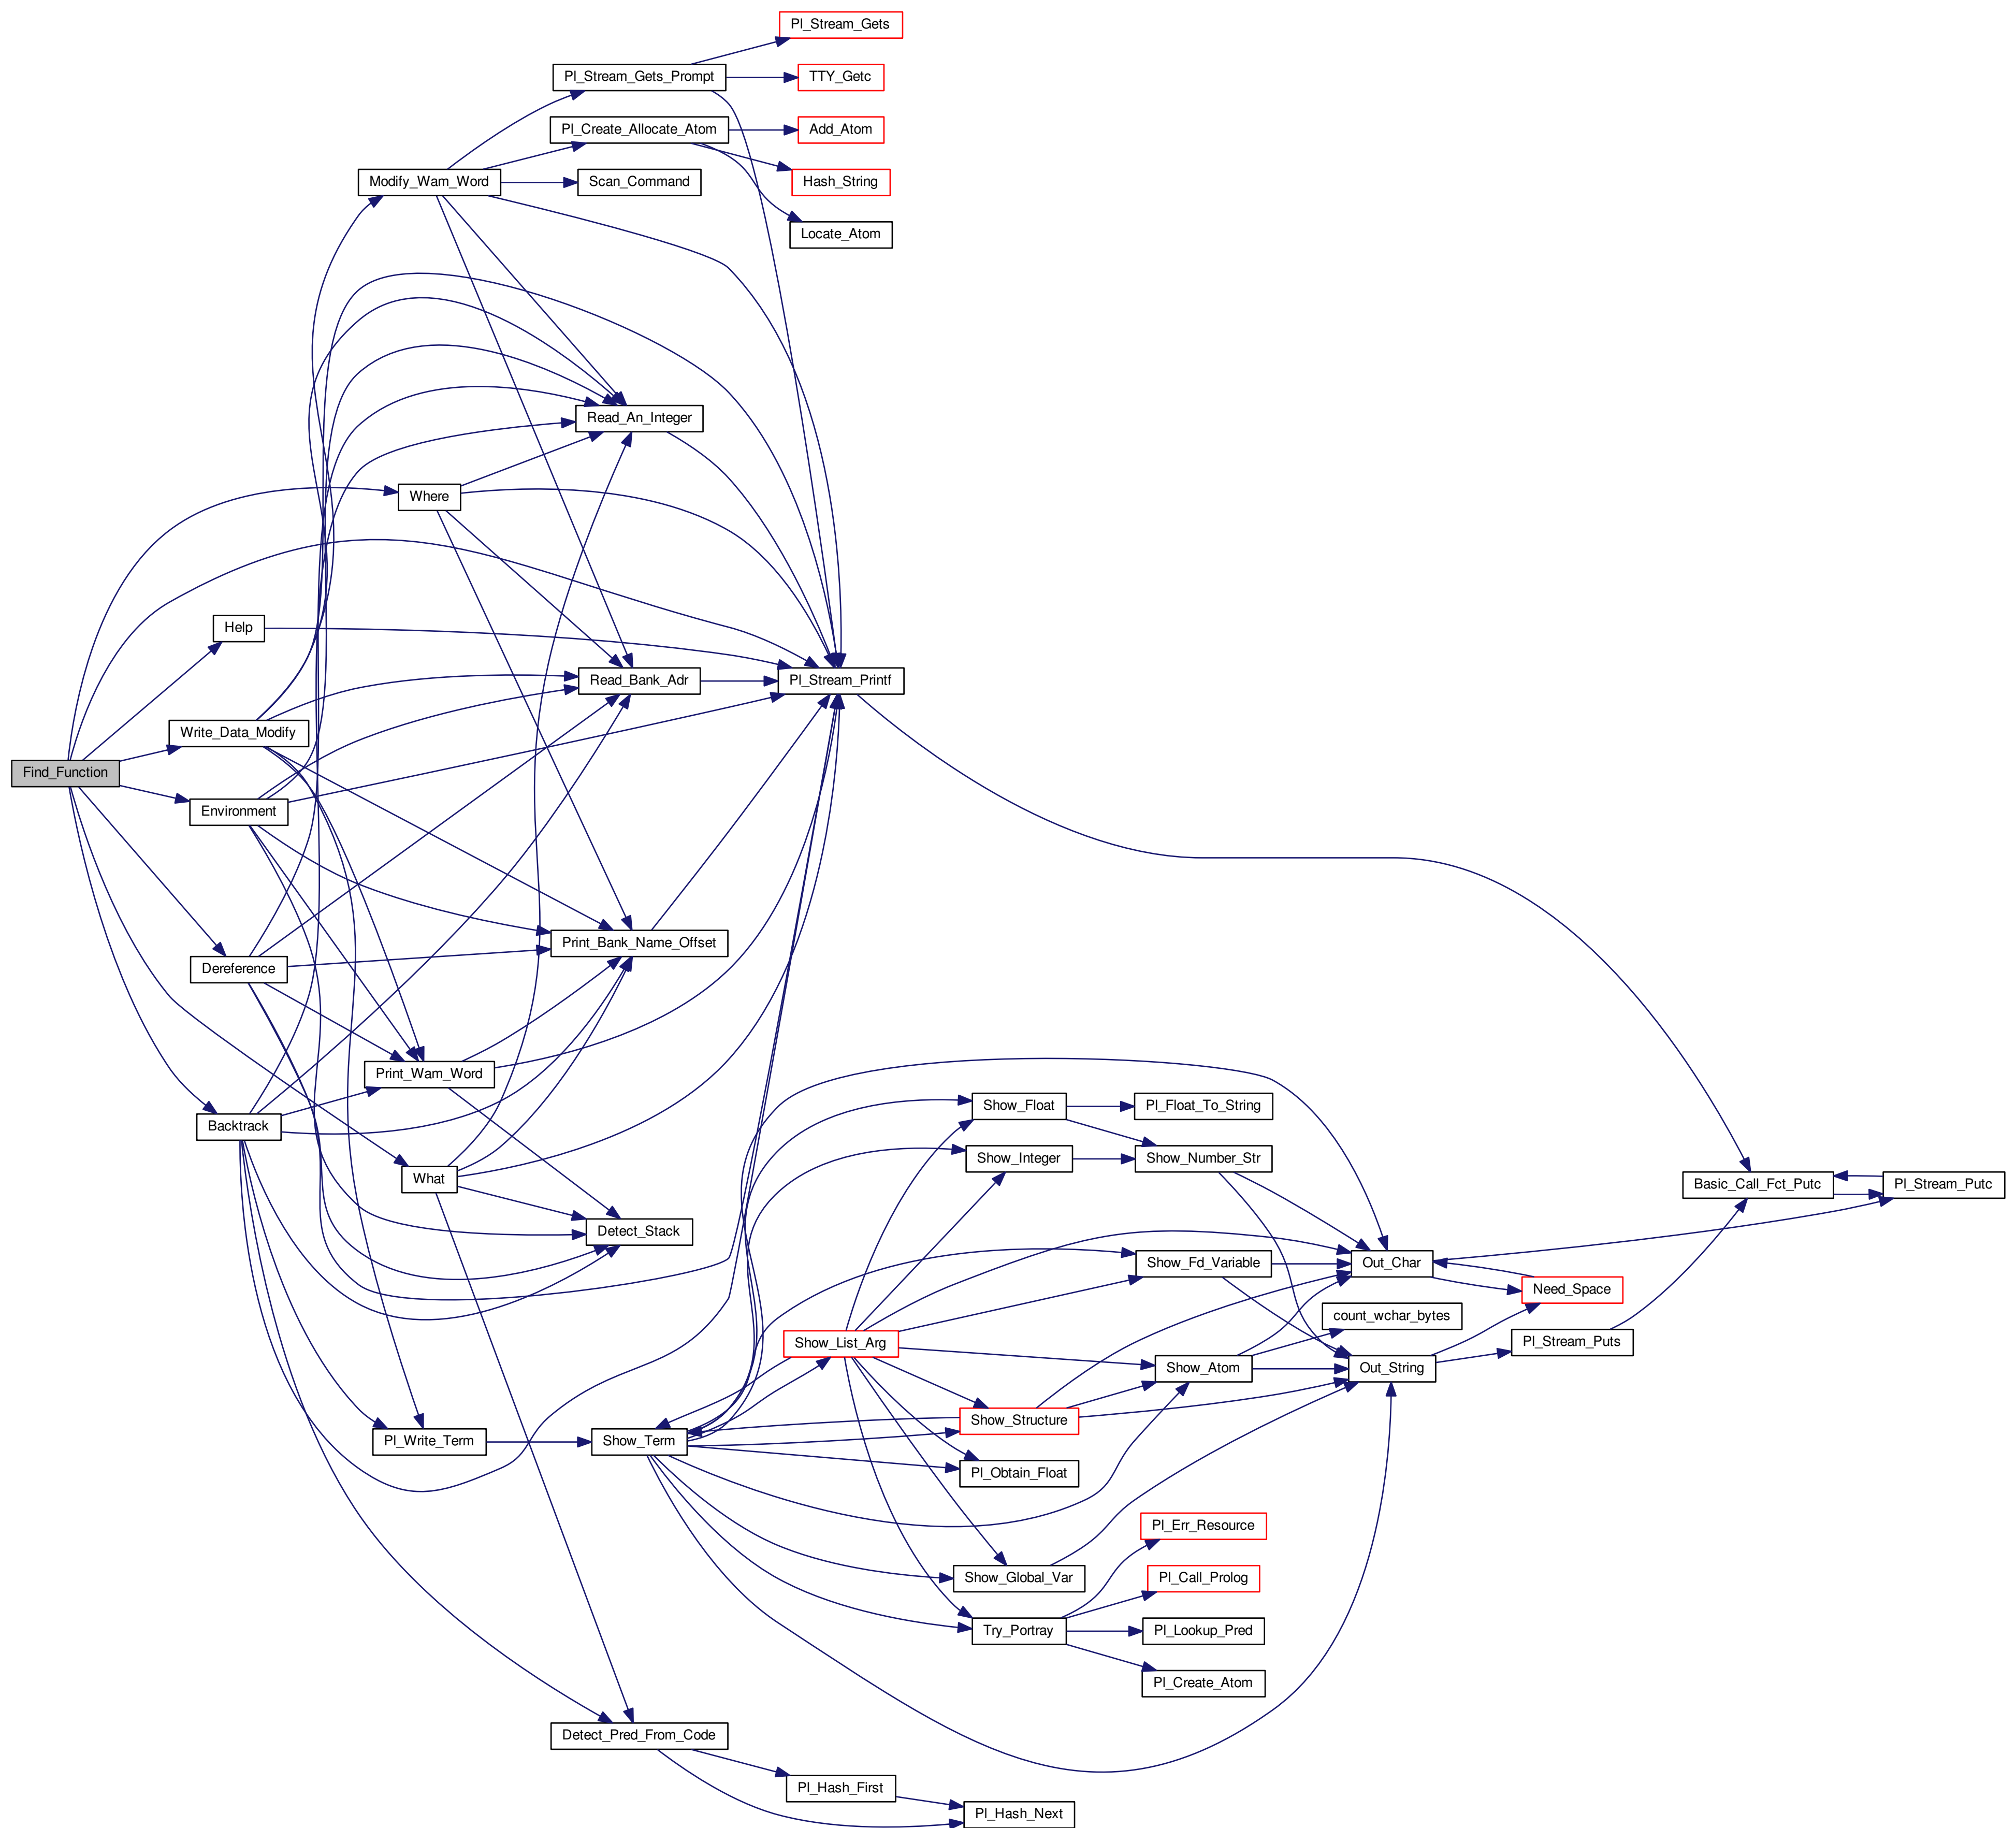 Pl_Stream_Gets
Pl_Stream_Gets_Prompt
TTY_Getc
Pl_Create_Allocate_Atom
Add_Atom
Modify_Wam_Word
Scan_Command
Hash_String
Locate_Atom
Read_An_Integer
Where
Help
Read_Bank_Adr
Pl_Stream_Printf
Write_Data_Modify
Find_Function
Environment
Print_Bank_Name_Offset
Dereference
Print_Wam_Word
Show_Float
Pl_Float_To_String
Backtrack
Show_Integer
Show_Number_Str
What
Basic_Call_Fct_Putc
Pl_Stream_Putc
Detect_Stack
Show_Fd_Variable
Out_Char
Need_Space
count_wchar_bytes
Show_List_Arg
Pl_Stream_Puts
Show_Atom
Out_String
Show_Structure
Pl_Write_Term
Show_Term
Pl_Obtain_Float
Pl_Err_Resource
Show_Global_Var
Pl_Call_Prolog
Try_Portray
Pl_Lookup_Pred
Pl_Create_Atom
Detect_Pred_From_Code
Pl_Hash_First
Pl_Hash_Next